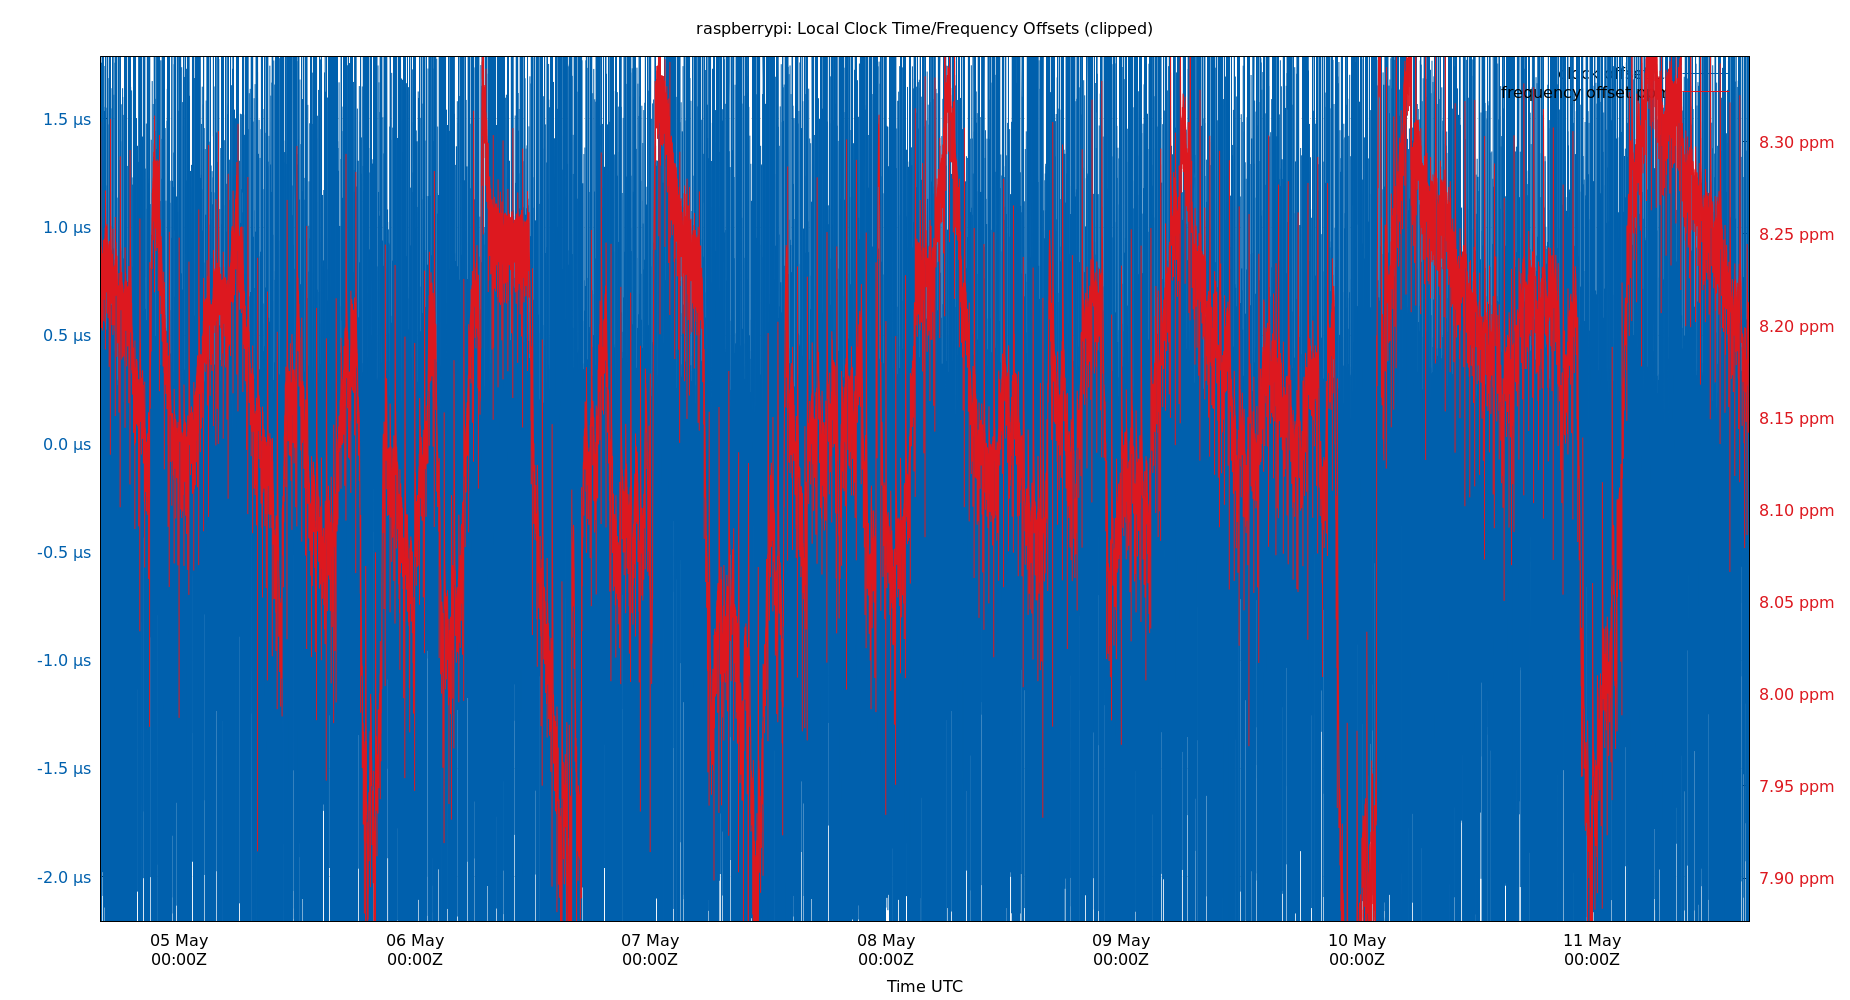 raspberrypi: Local Clock Time/Frequency Offsets (clipped)
clock offset
frequency offset ppm
1.5 µs
1.0 µs
0.5 µs
0.0 µs
-0.5 µs
-1.0 µs
-1.5 µs
-2.0 µs
8.30 ppm
8.25 ppm
8.20 ppm
8.15 ppm
8.10 ppm
8.05 ppm
8.00 ppm
7.95 ppm
7.90 ppm
05 May
00:00Z
06 May
00:00Z
07 May
00:00Z
08 May
00:00Z
09 May
00:00Z
10 May
00:00Z
11 May
00:00Z
Time UTC